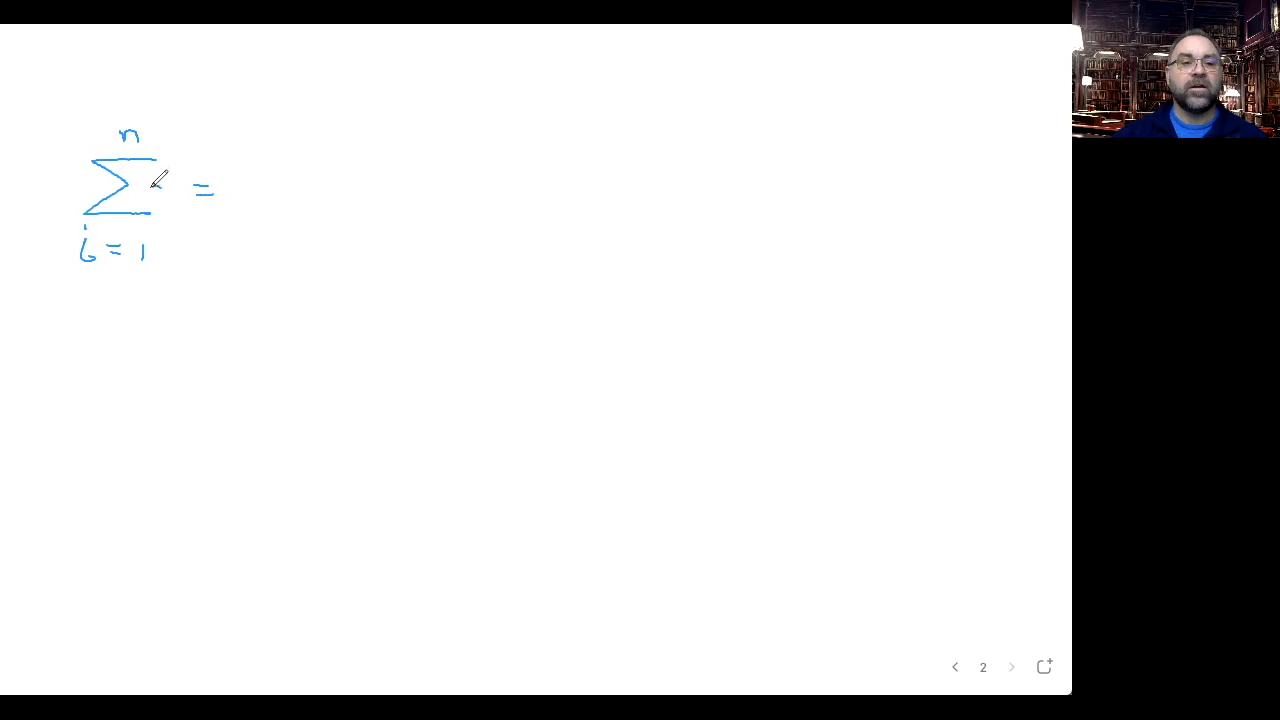 n
∑ =
i = 1
2